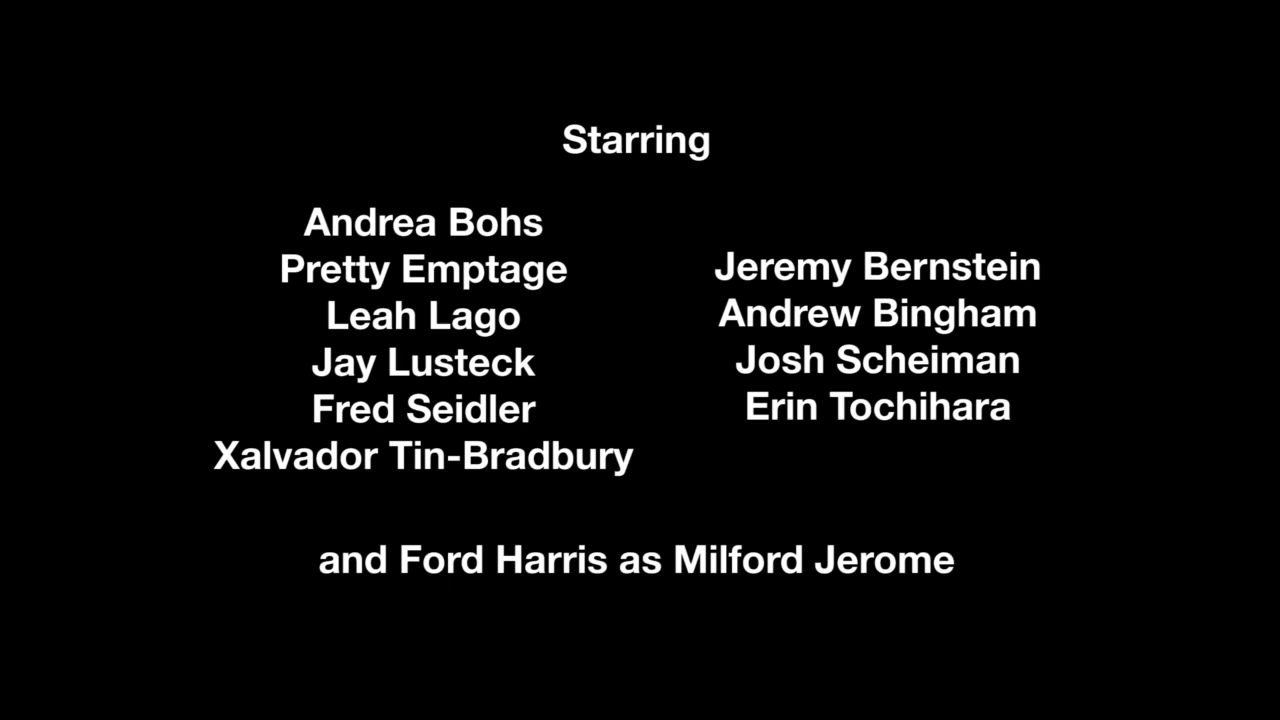 Starring
Andrea Bohs
Pretty Emptage
Leah Lago
Jay Lusteck
Fred Seidler
Xalvador Tin-Bradbury
Jeremy Bernstein
Andrew Bingham
Josh Scheiman
Erin Tochihara
and Ford Harris as Milford Jerome